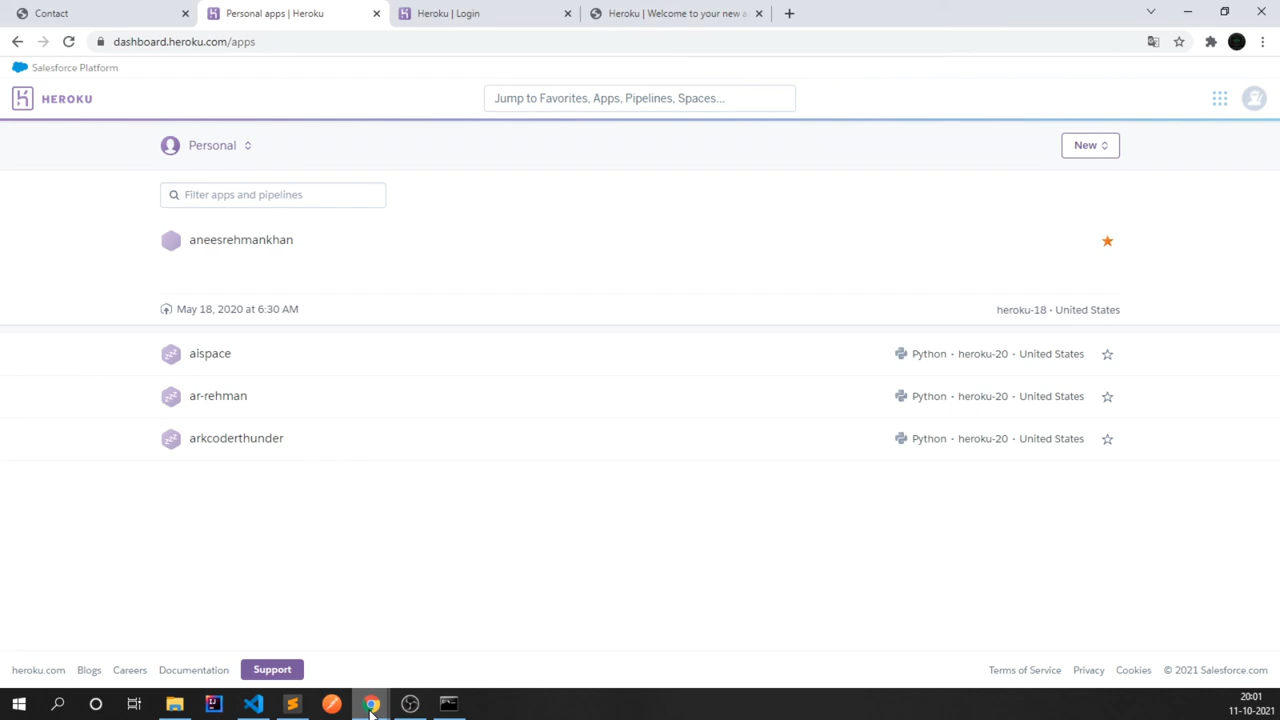 Contact
Personal apps | Heroku
Heroku | Login
Heroku | Welcome to your new a
dashboard.heroku.com/apps
Salesforce Platform
HEROKU
Jump to Favorites, Apps, Pipelines, Spaces...
Personal
New
Filter apps and pipelines
aneesrehmankhan
May 18, 2020 at 6:30 AM
heroku-18 · United States
aispace
Python · heroku-20 · United States
ar-rehman
Python · heroku-20 · United States
arkcoderthunder
Python · heroku-20 · United States
heroku.com Blogs Careers Documentation Support
Terms of Service Privacy Cookies © 2021 Salesforce.com
20:01
11-10-2021